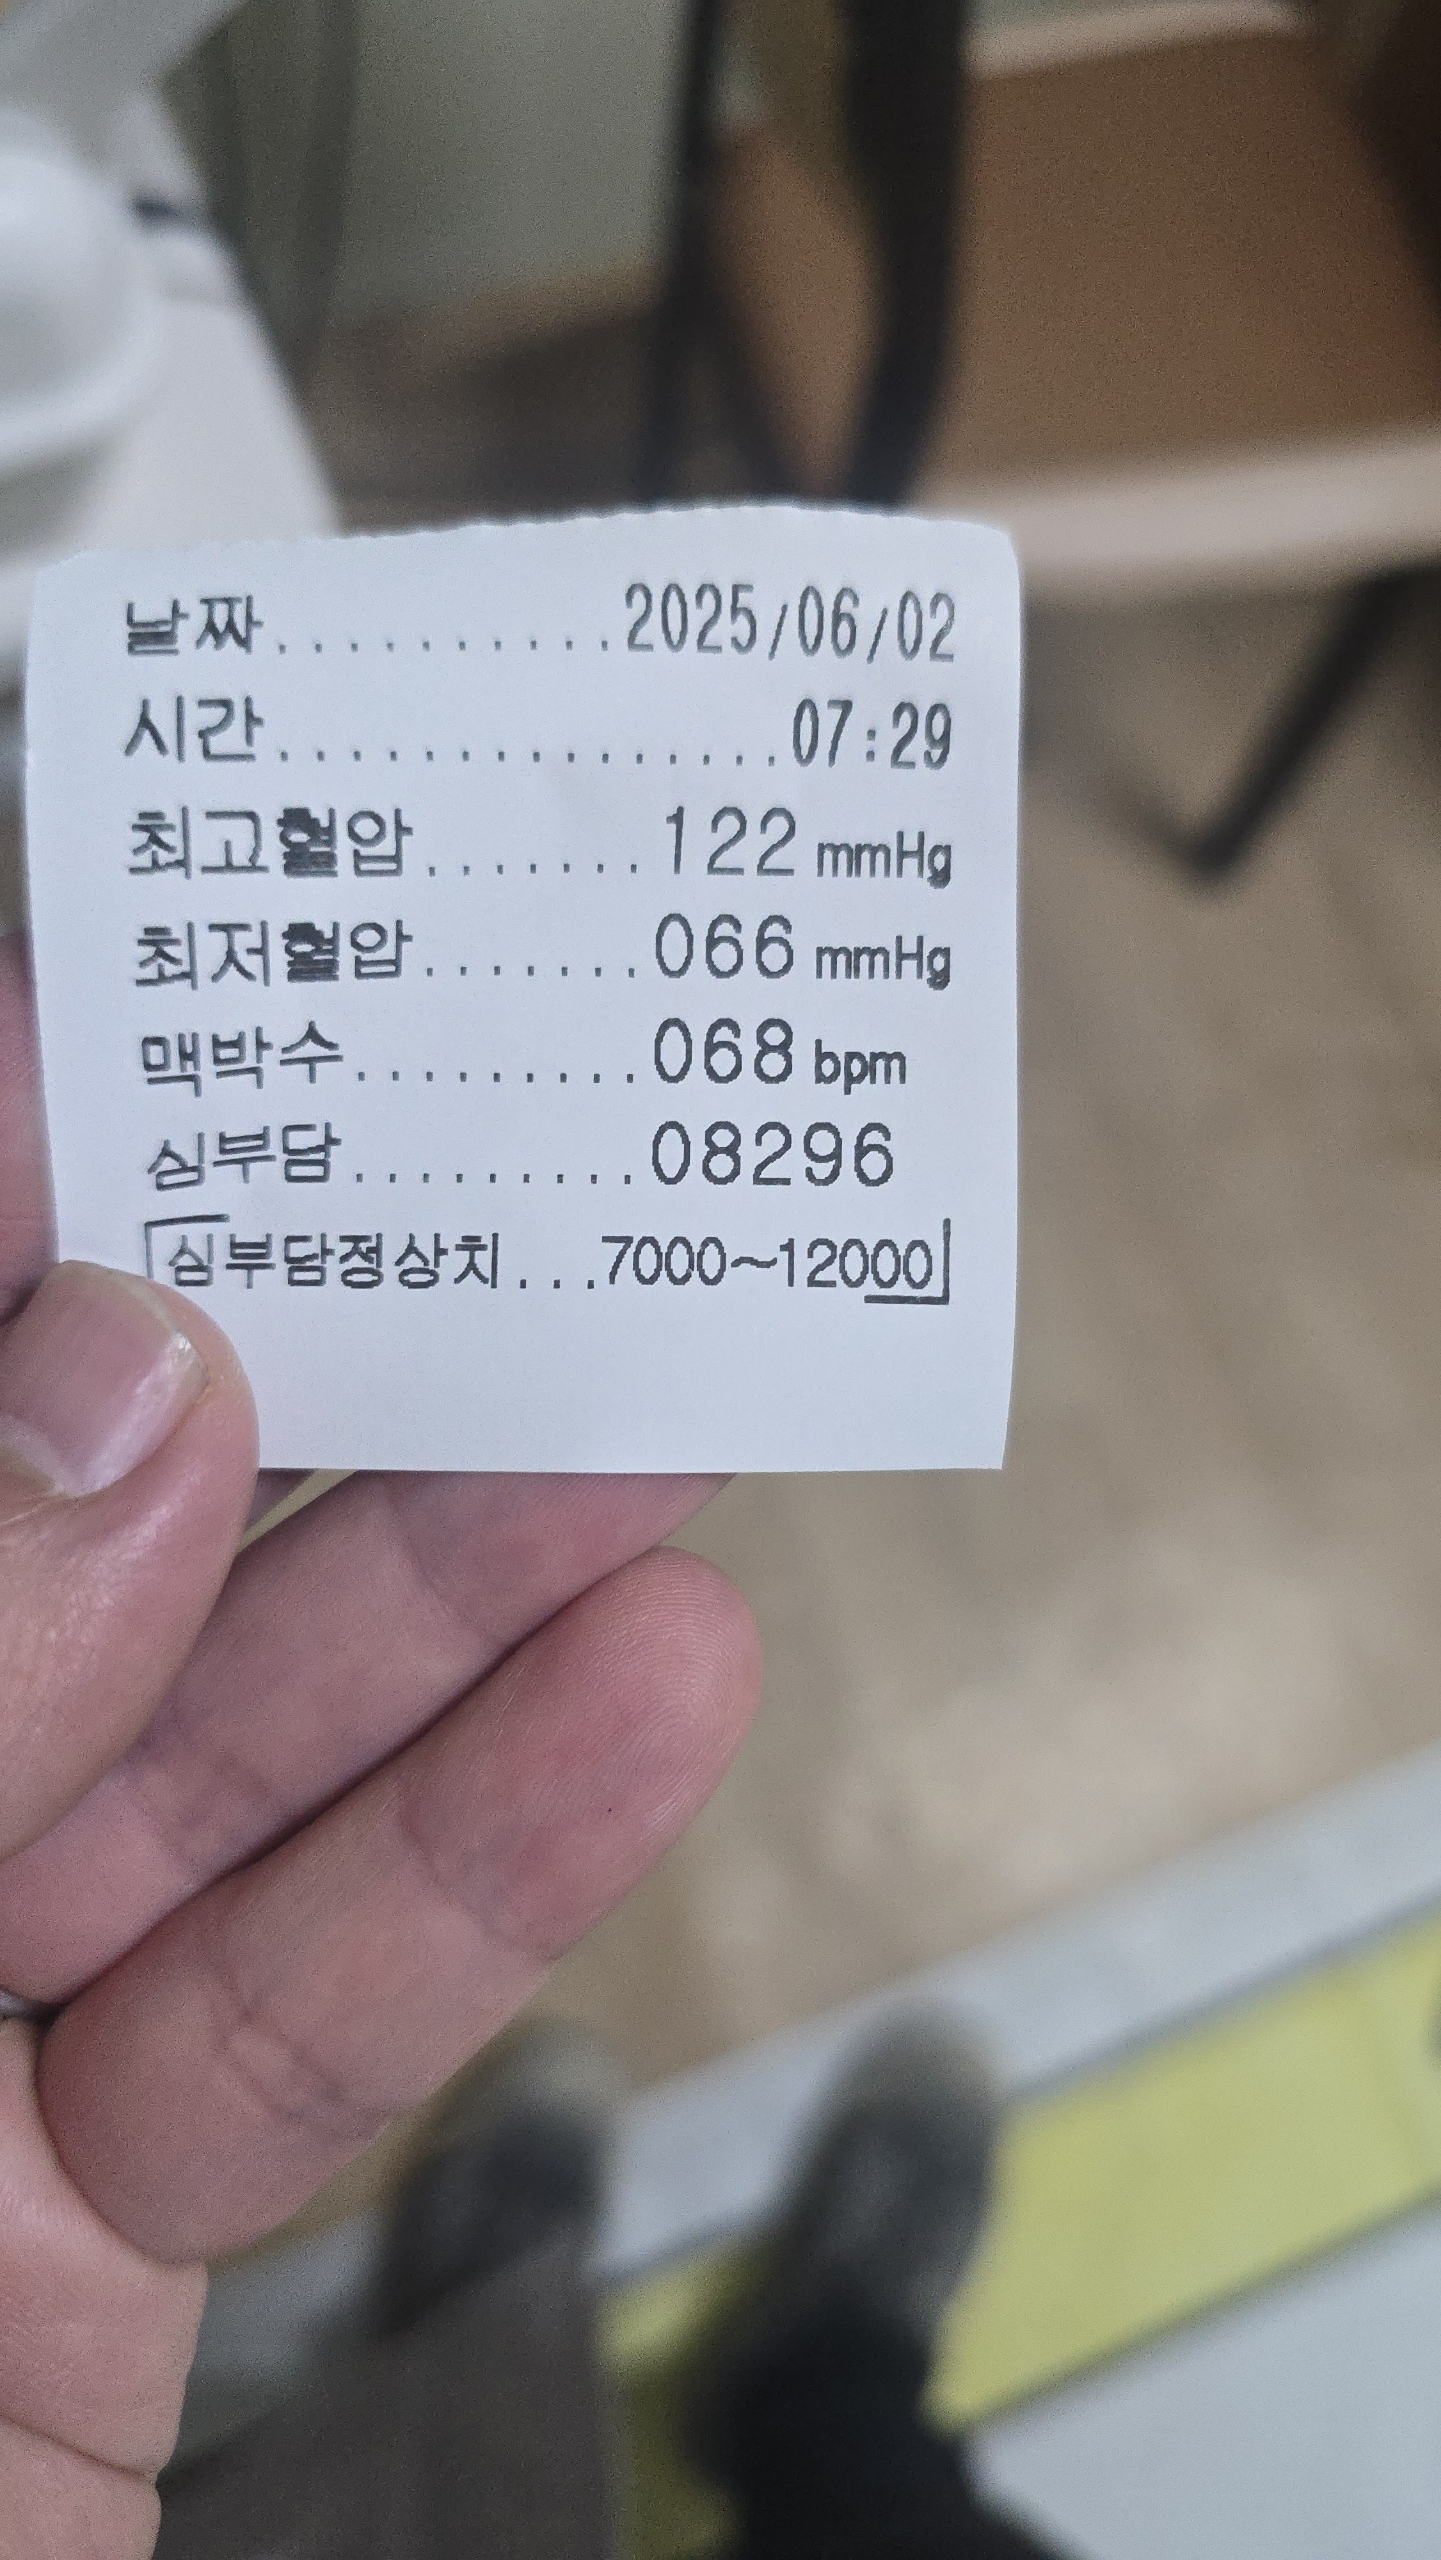 날짜..........2025/06/02
시간................07:29
최고혈압.......122 mmHg
최저혈압.......066 mmHg
맥박수.........068 bpm
심부담.........08296
심부담정상치...7000~12000